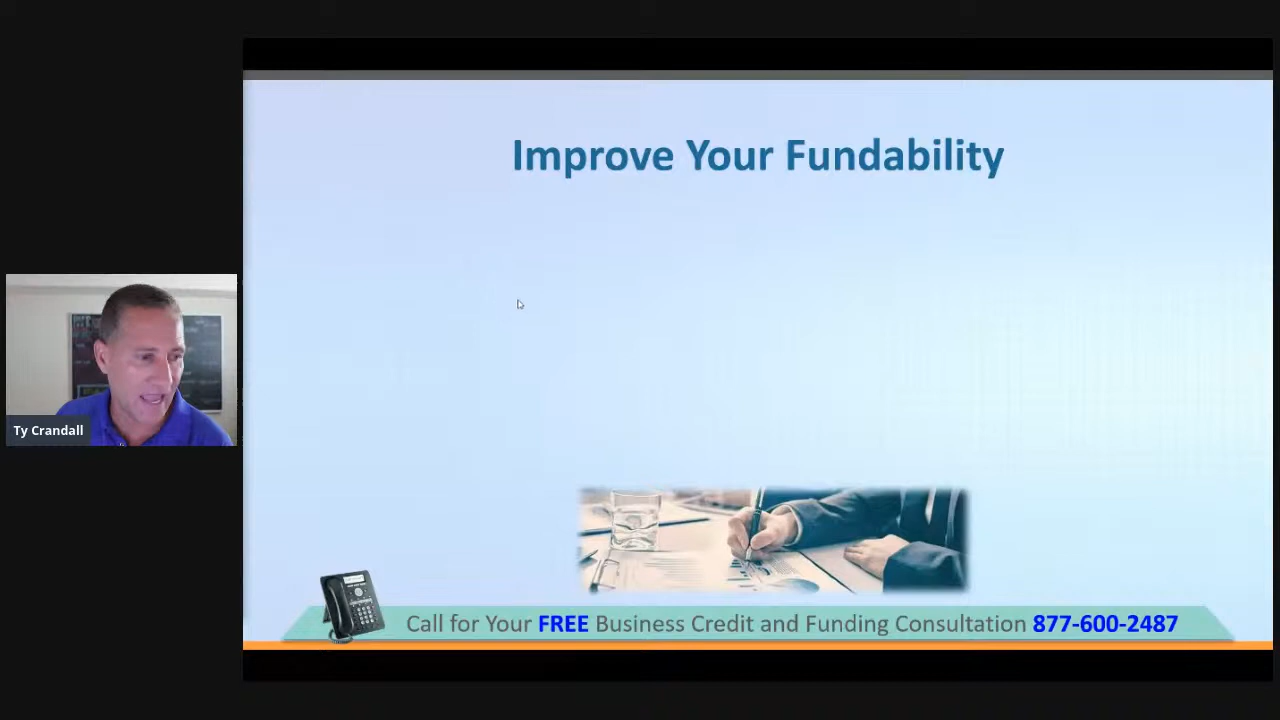 Improve Your Fundability
Ty Crandall
Call for Your FREE Business Credit and Funding Consultation 877-600-2487